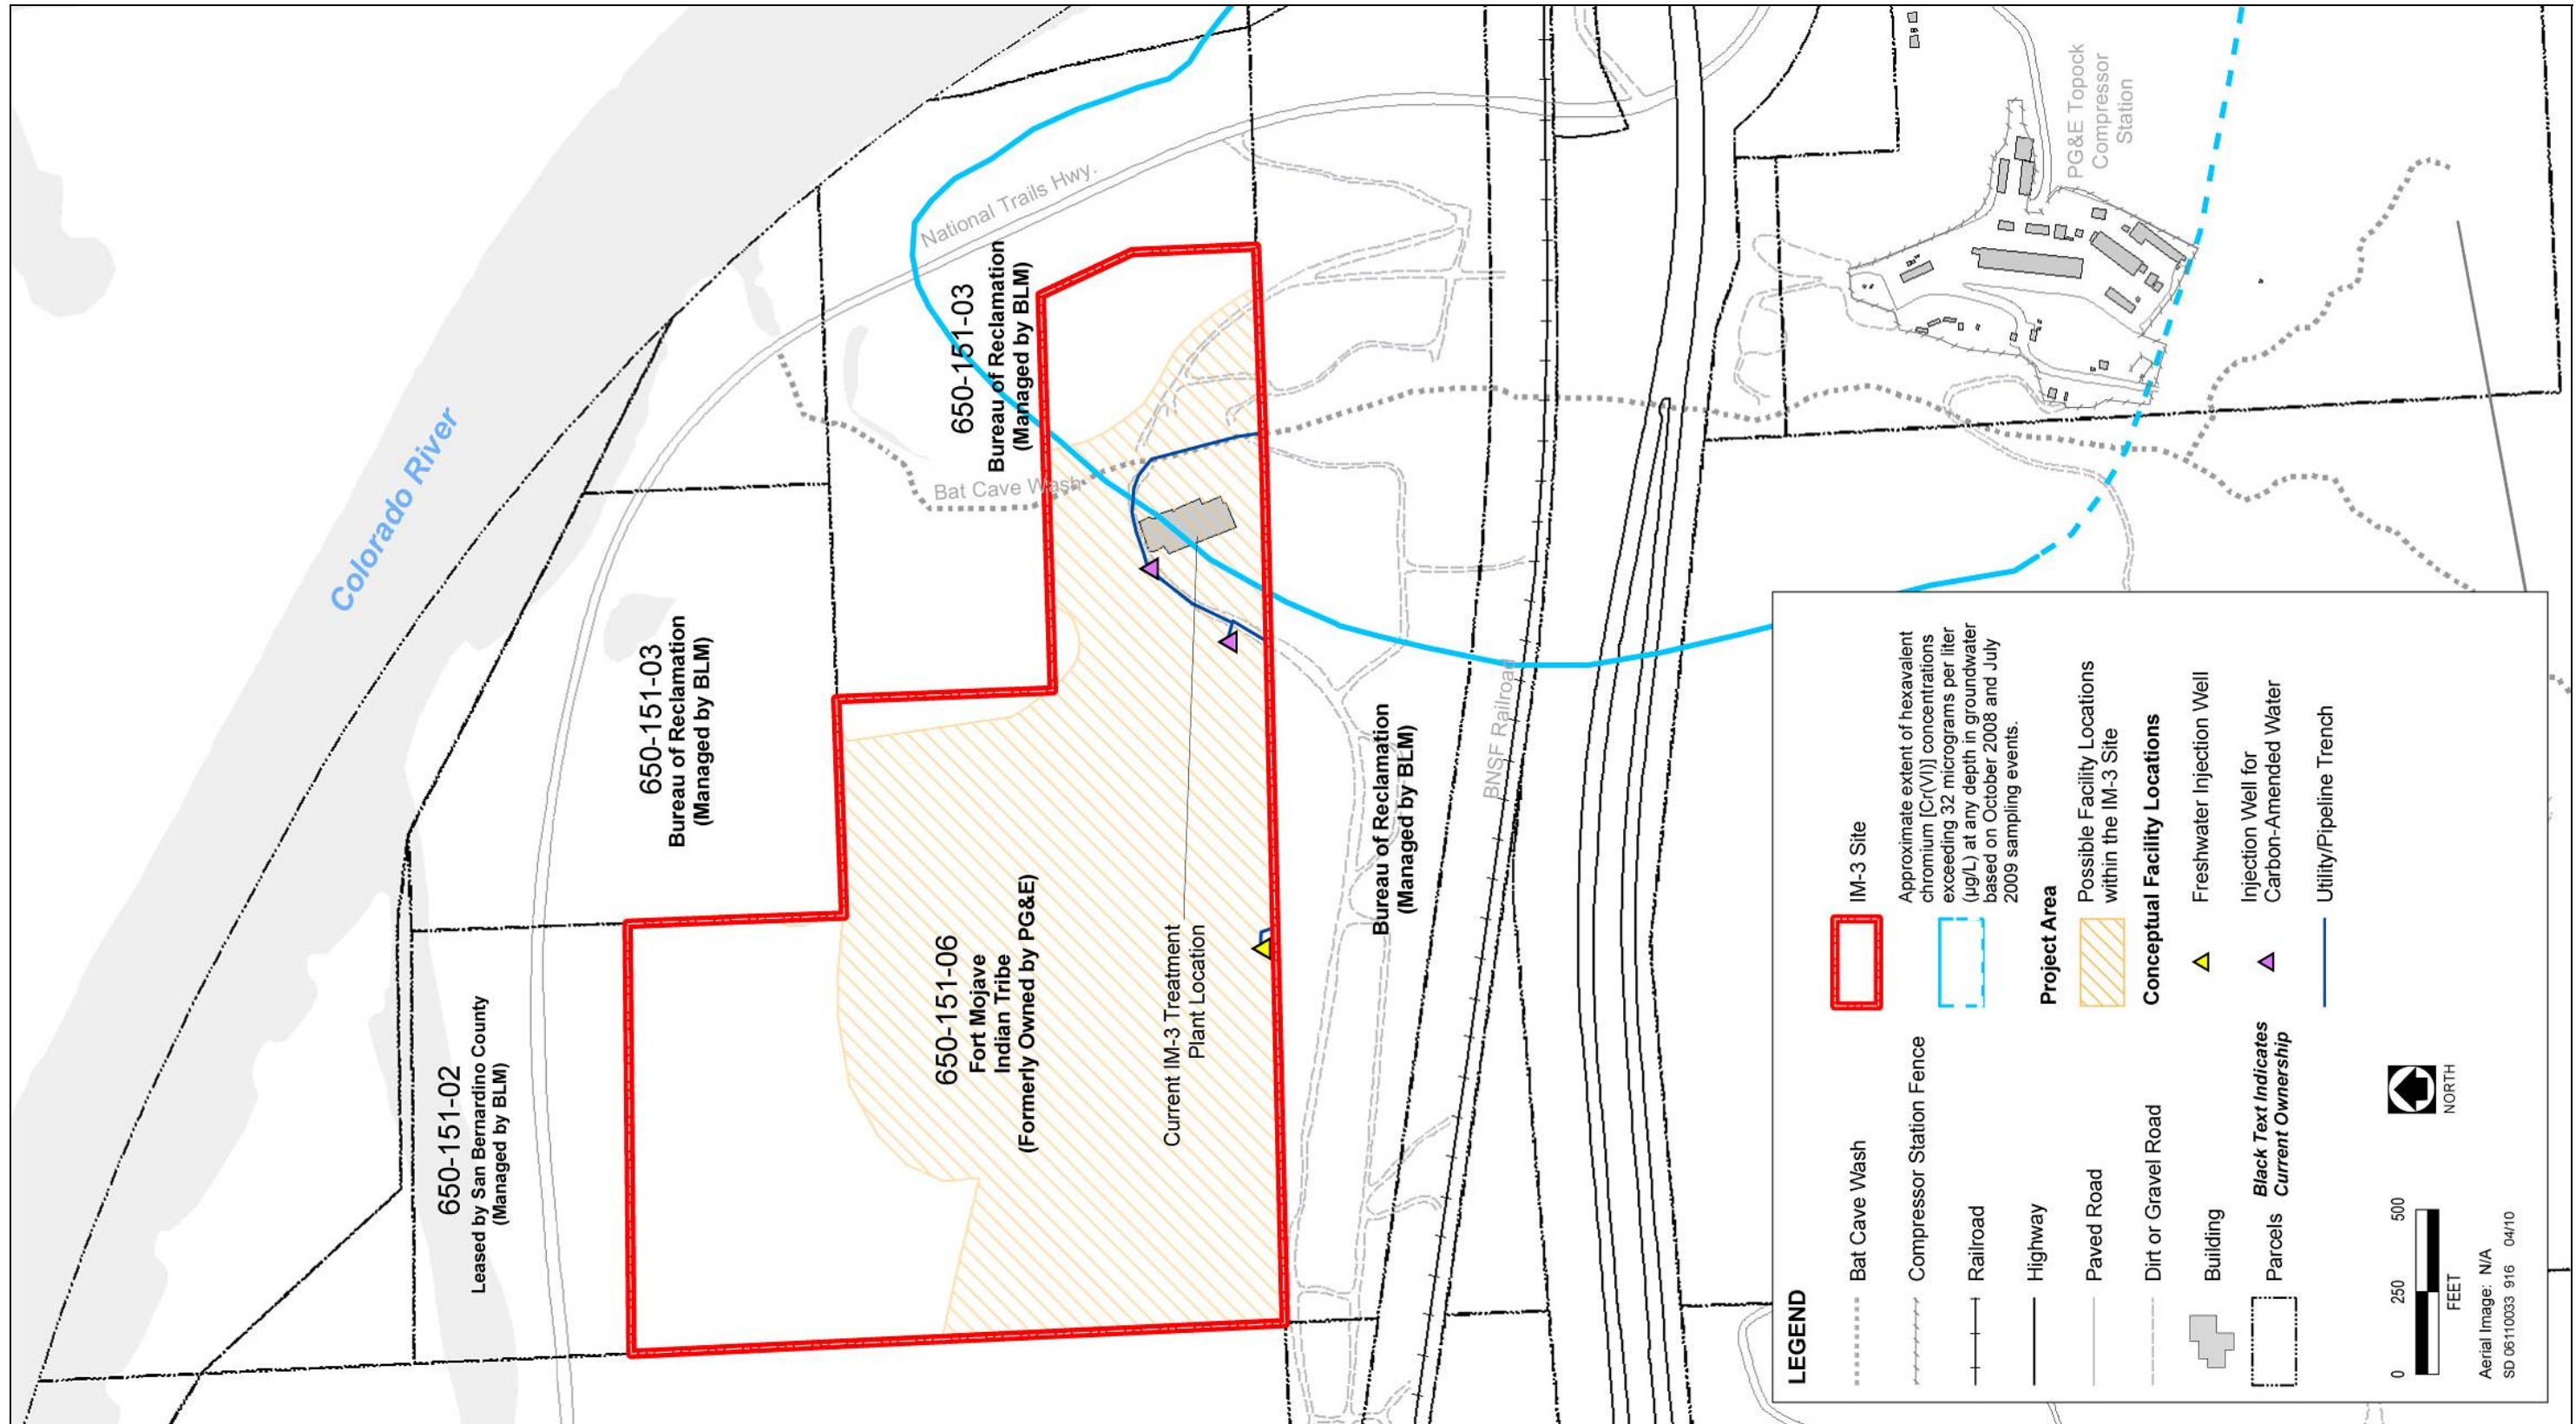 Colorado River
National Trails Hwy.
PG&E Topock
Compressor
Station
650-151-03
Bureau of Reclamation
(Managed by BLM)
Bat Cave Wash
650-151-03
Bureau of Reclamation
(Managed by BLM)
650-151-02
Leased by San Bernardino County
(Managed by BLM)
650-151-06
Fort Mojave
Indian Tribe
(Formerly Owned by PG&E)
Current IM-3 Treatment
Plant Location
Bureau of Reclamation
(Managed by BLM)
BNSF Railroad
LEGEND
Bat Cave Wash
Compressor Station Fence
Railroad
Highway
Paved Road
Dirt or Gravel Road
Building
Parcels
Black Text Indicates
Current Ownership
IM-3 Site
Approximate extent of hexavalent
chromium [Cr(VI)] concentrations
exceeding 32 micrograms per liter
(µg/L) at any depth in groundwater
based on October 2008 and July
2009 sampling events.
Project Area
Possible Facility Locations
within the IM-3 Site
Conceptual Facility Locations
Freshwater Injection Well
Injection Well for
Carbon-Amended Water
Utility/Pipeline Trench
0 250 500
FEET
NORTH
Aerial Image: N/A
SD 06110033 916 04/10